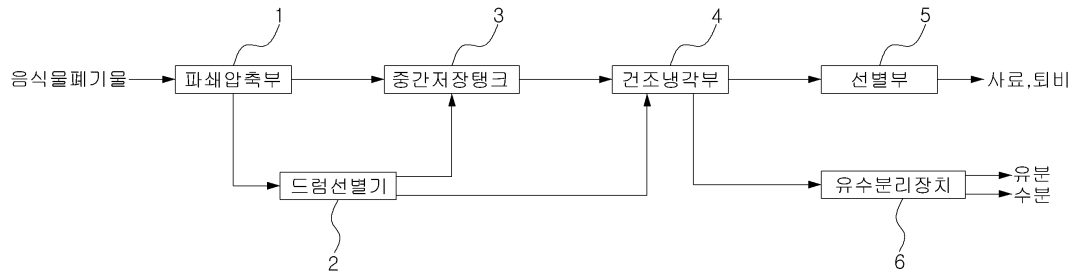 1
3
4
5
음식물폐기물
파쇄압축부
중간저장탱크
건조냉각부
선별부
사료,퇴비
드럼선별기
유수분리장치
유분
수분
2
6